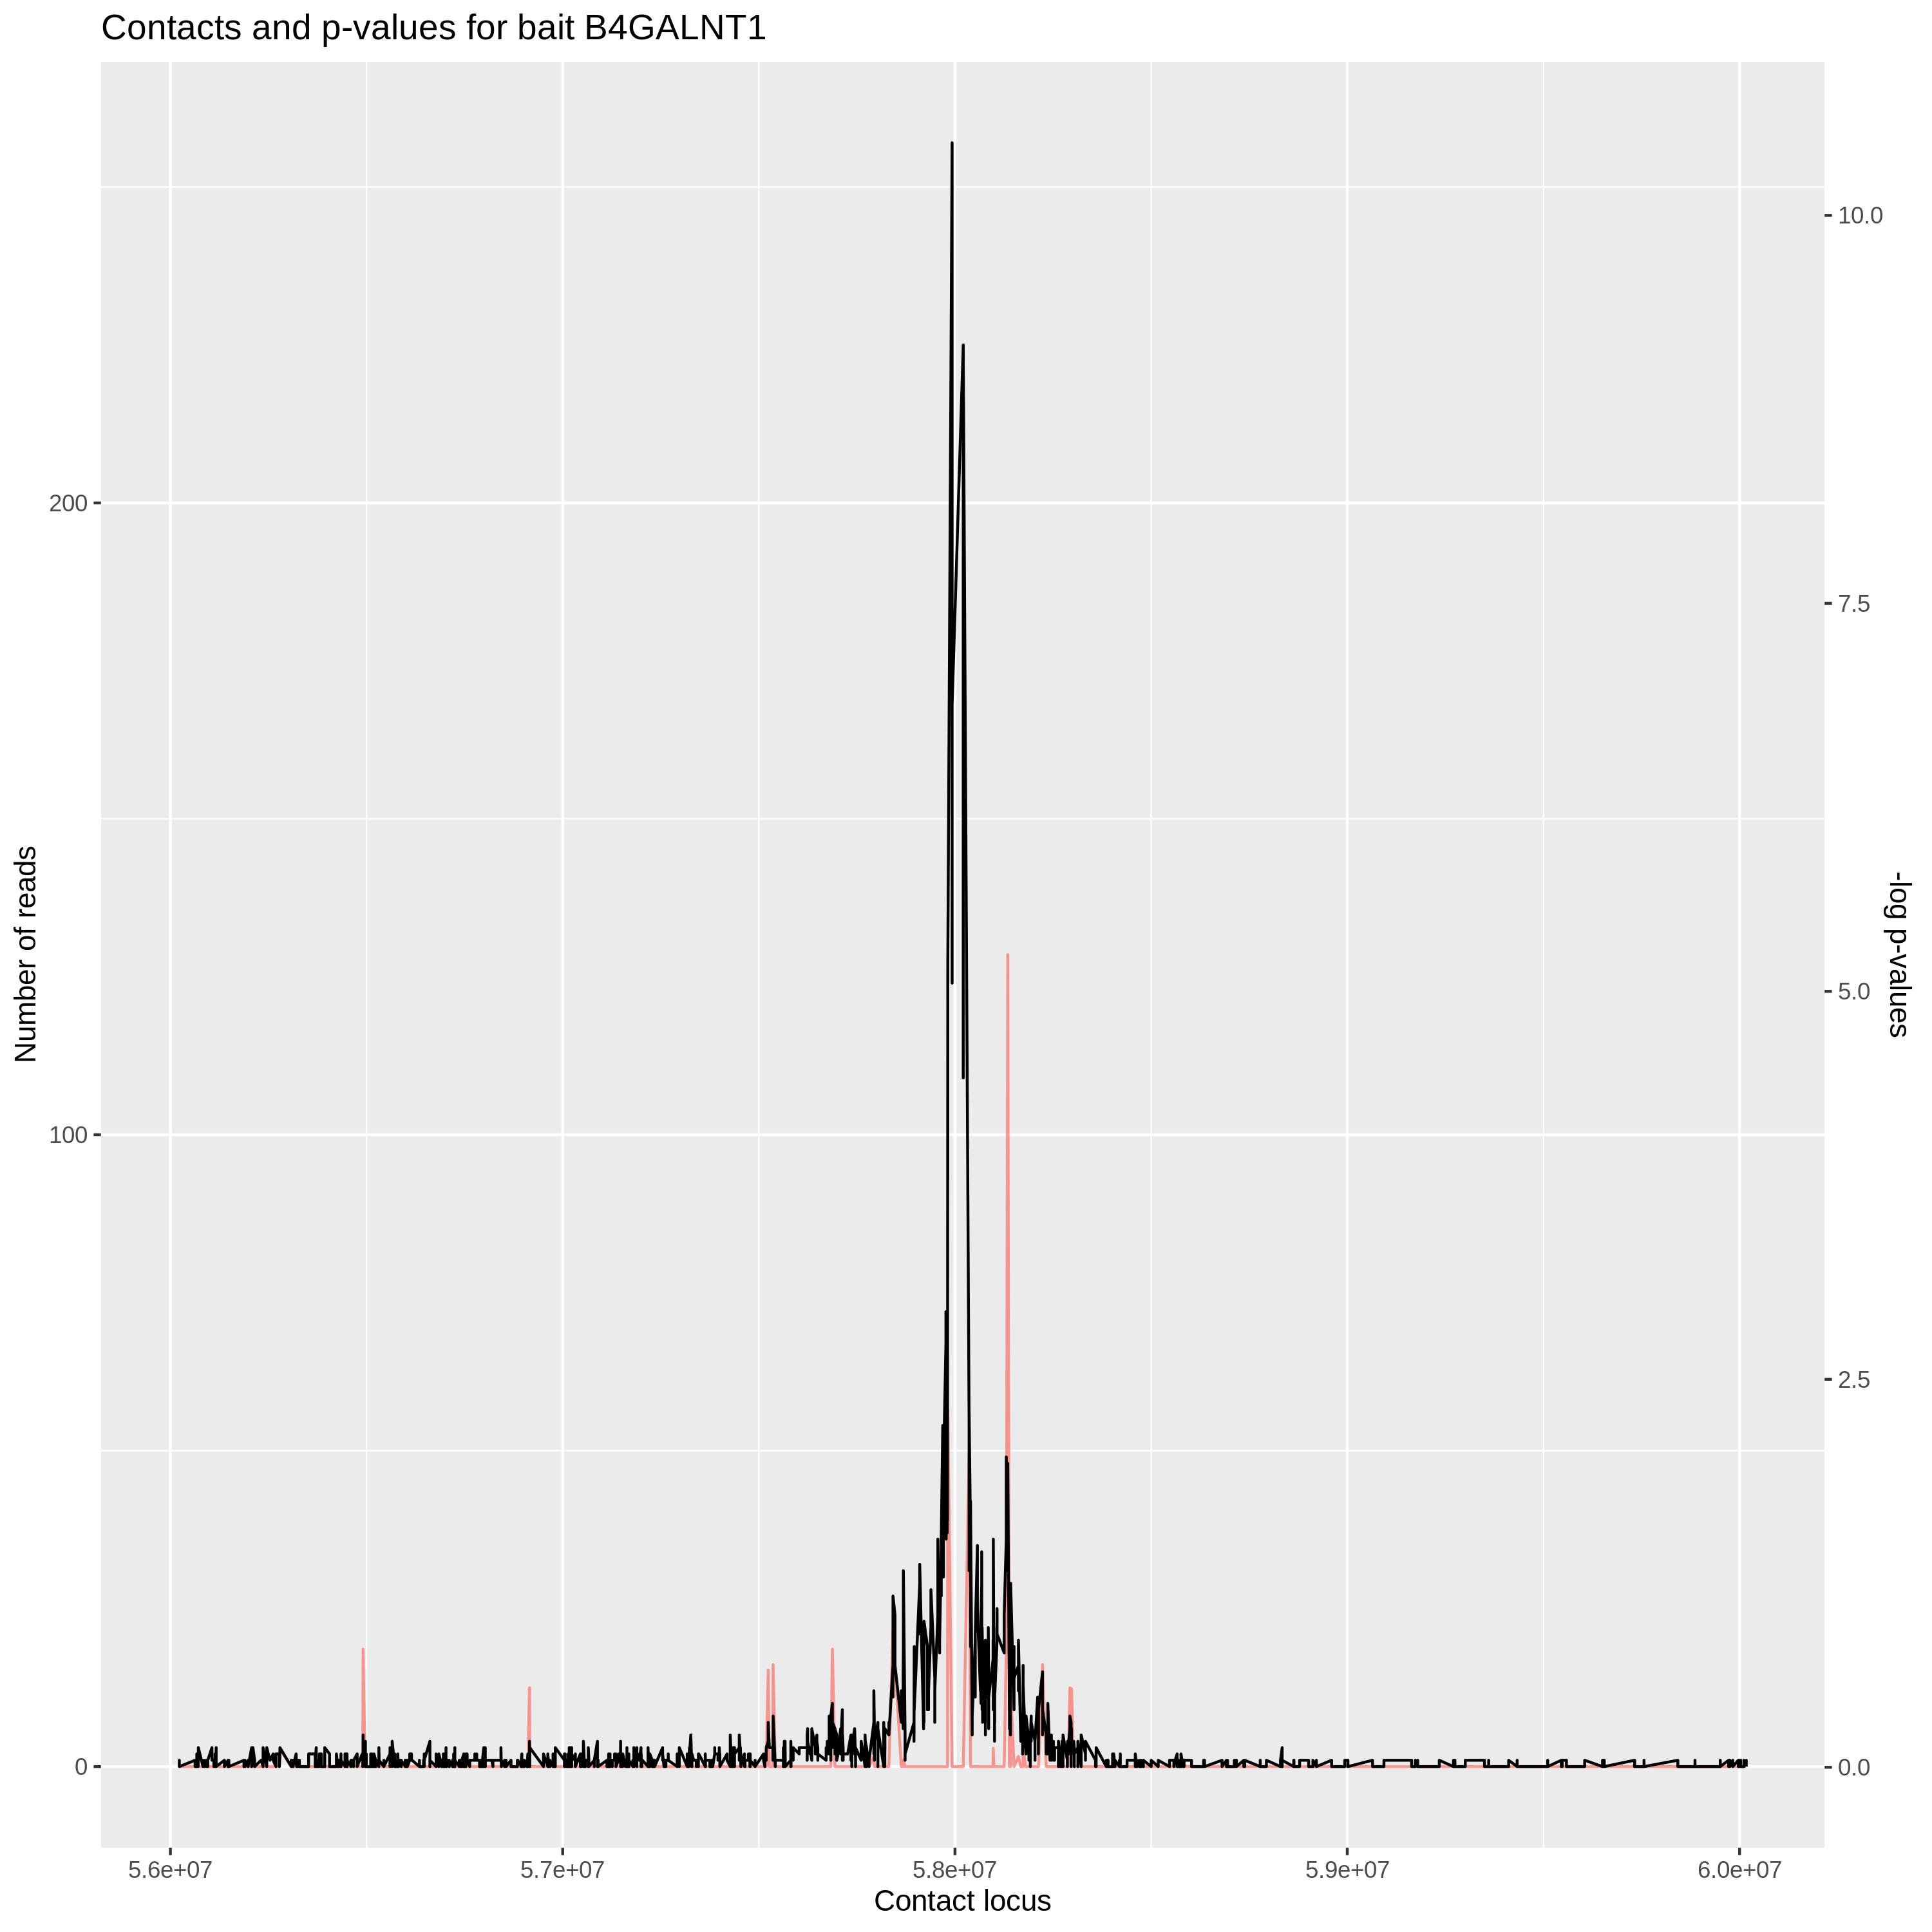 Contacts and p-values for bait B4GALNT1
Number of reads
200
100
0
10.0
7.5
5.0
2.5
0.0
-log p-values
5.6e+07
5.7e+07
5.8e+07
5.9e+07
6.0e+07
Contact locus